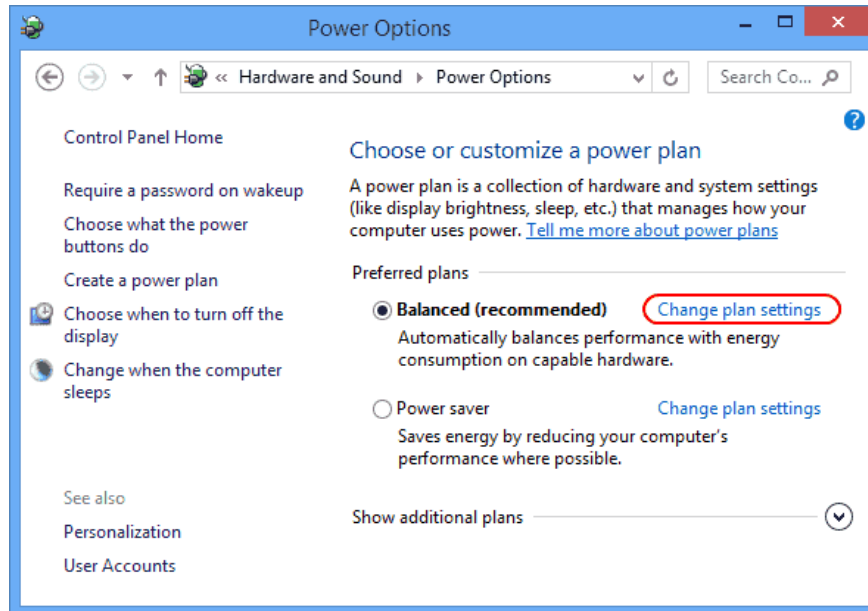 Power Options
« Hardware and Sound ▸ Power Options
Search Co...
Control Panel Home
Require a password on wakeup
Choose what the power
buttons do
Create a power plan
Choose when to turn off the
display
Change when the computer
sleeps
See also
Personalization
User Accounts
Choose or customize a power plan
A power plan is a collection of hardware and system settings
(like display brightness, sleep, etc.) that manages how your
computer uses power. Tell me more about power plans
Preferred plans
Balanced (recommended) Change plan settings
Automatically balances performance with energy
consumption on capable hardware.
Power saver Change plan settings
Saves energy by reducing your computer's
performance where possible.
Show additional plans